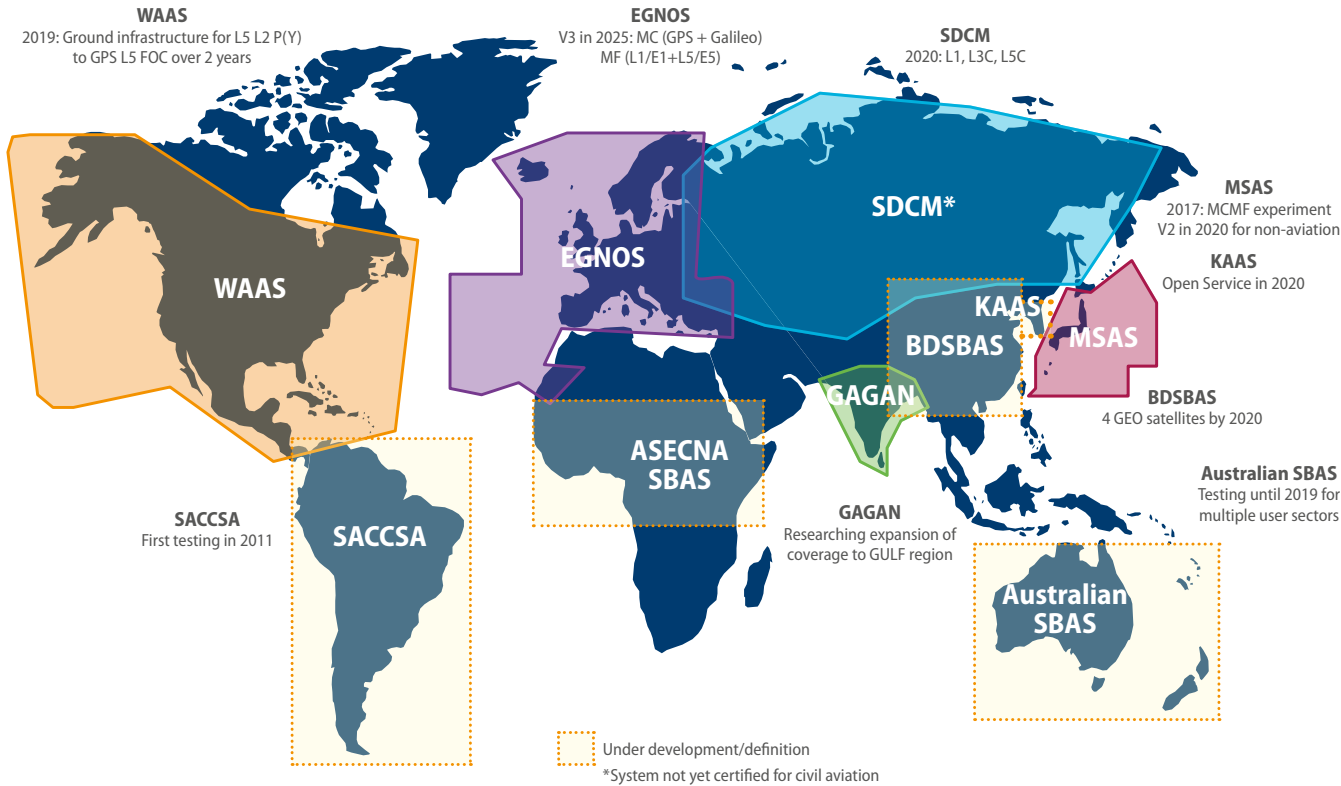 WAAS
2019: Ground infrastructure for L5 L2 P(Y)
to GPS L5 FOC over 2 years
EGNOS
V3 in 2025: MC (GPS + Galileo)
MF (L1/E1+L5/E5)
SDCM
2020: L1, L3C, L5C
MSAS
2017: MCMF experiment
V2 in 2020 for non-aviation
KAAS
Open Service in 2020
SDCM*
EGNOS
WAAS
KAAS
BDSBAS
MSAS
GAGAN
BDSBAS
4 GEO satellites by 2020
ASECNA
SBAS
Australian SBAS
Testing until 2019 for
multiple user sectors
SACCSA
First testing in 2011
SACCSA
GAGAN
Researching expansion of
coverage to GULF region
Australian
SBAS
Under development/definition
*System not yet certified for civil aviation